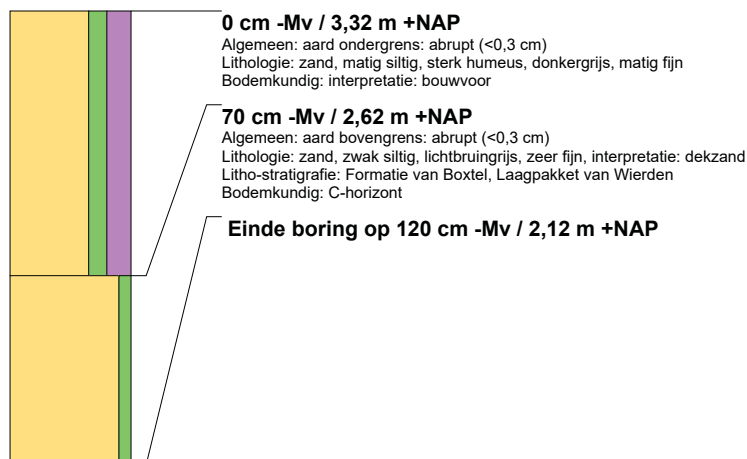 0 cm -Mv / 3,32 m +NAP
Algemeen: aard ondergrens: abrupt (<0,3 cm)
Lithologie: zand, matig siltig, sterk humeus, donkergrijs, matig fijn
Bodemkundig: interpretatie: bouwvoor
70 cm -Mv / 2,62 m +NAP
Algemeen: aard bovengrens: abrupt (<0,3 cm)
Lithologie: zand, zwak siltig, lichtbruingrijs, zeer fijn, interpretatie: dekzand
Litho-stratigrafie: Formatie van Boxtel, Laagpakket van Wierden
Bodemkundig: C-horizont
Einde boring op 120 cm -Mv / 2,12 m +NAP